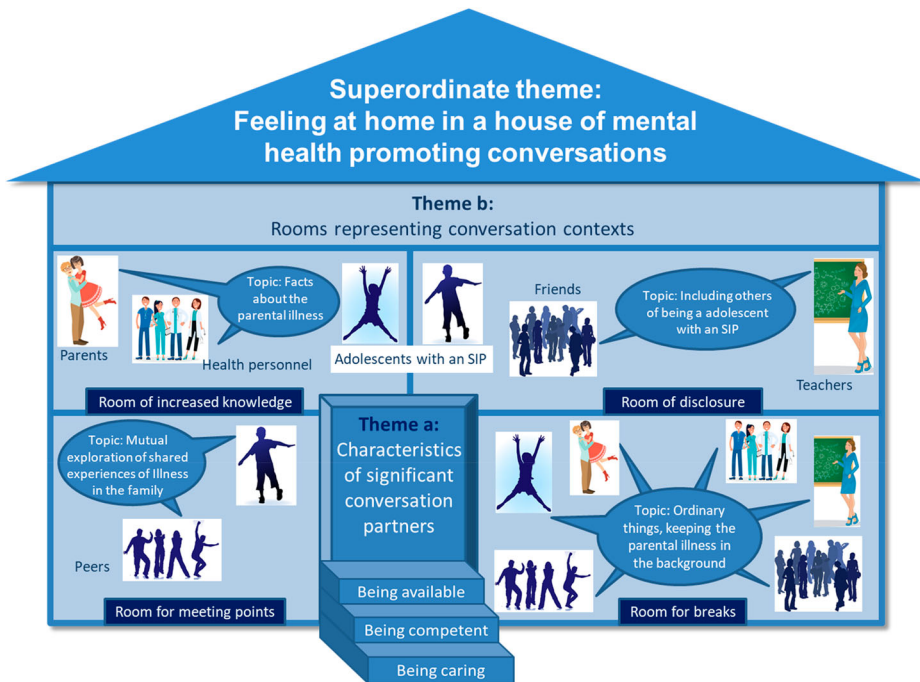 Superordinate theme:
Feeling at home in a house of mental
health promoting conversations
Theme b:
Rooms representing conversation contexts
Topic: Facts
about the
parental illness
Parents
Health personnel
Adolescents with an SIP
Room of increased knowledge
Friends
Topic: Including others
of being a adolescent
with an SIP
Teachers
Room of disclosure
Topic: Mutual
exploration of shared
experiences of Illness
in the family
Peers
Room for meeting points
Theme a:
Characteristics
of significant
conversation
partners
Being available
Being competent
Being caring
Topic: Ordinary
things, keeping the
parental illness in
the background
Room for breaks